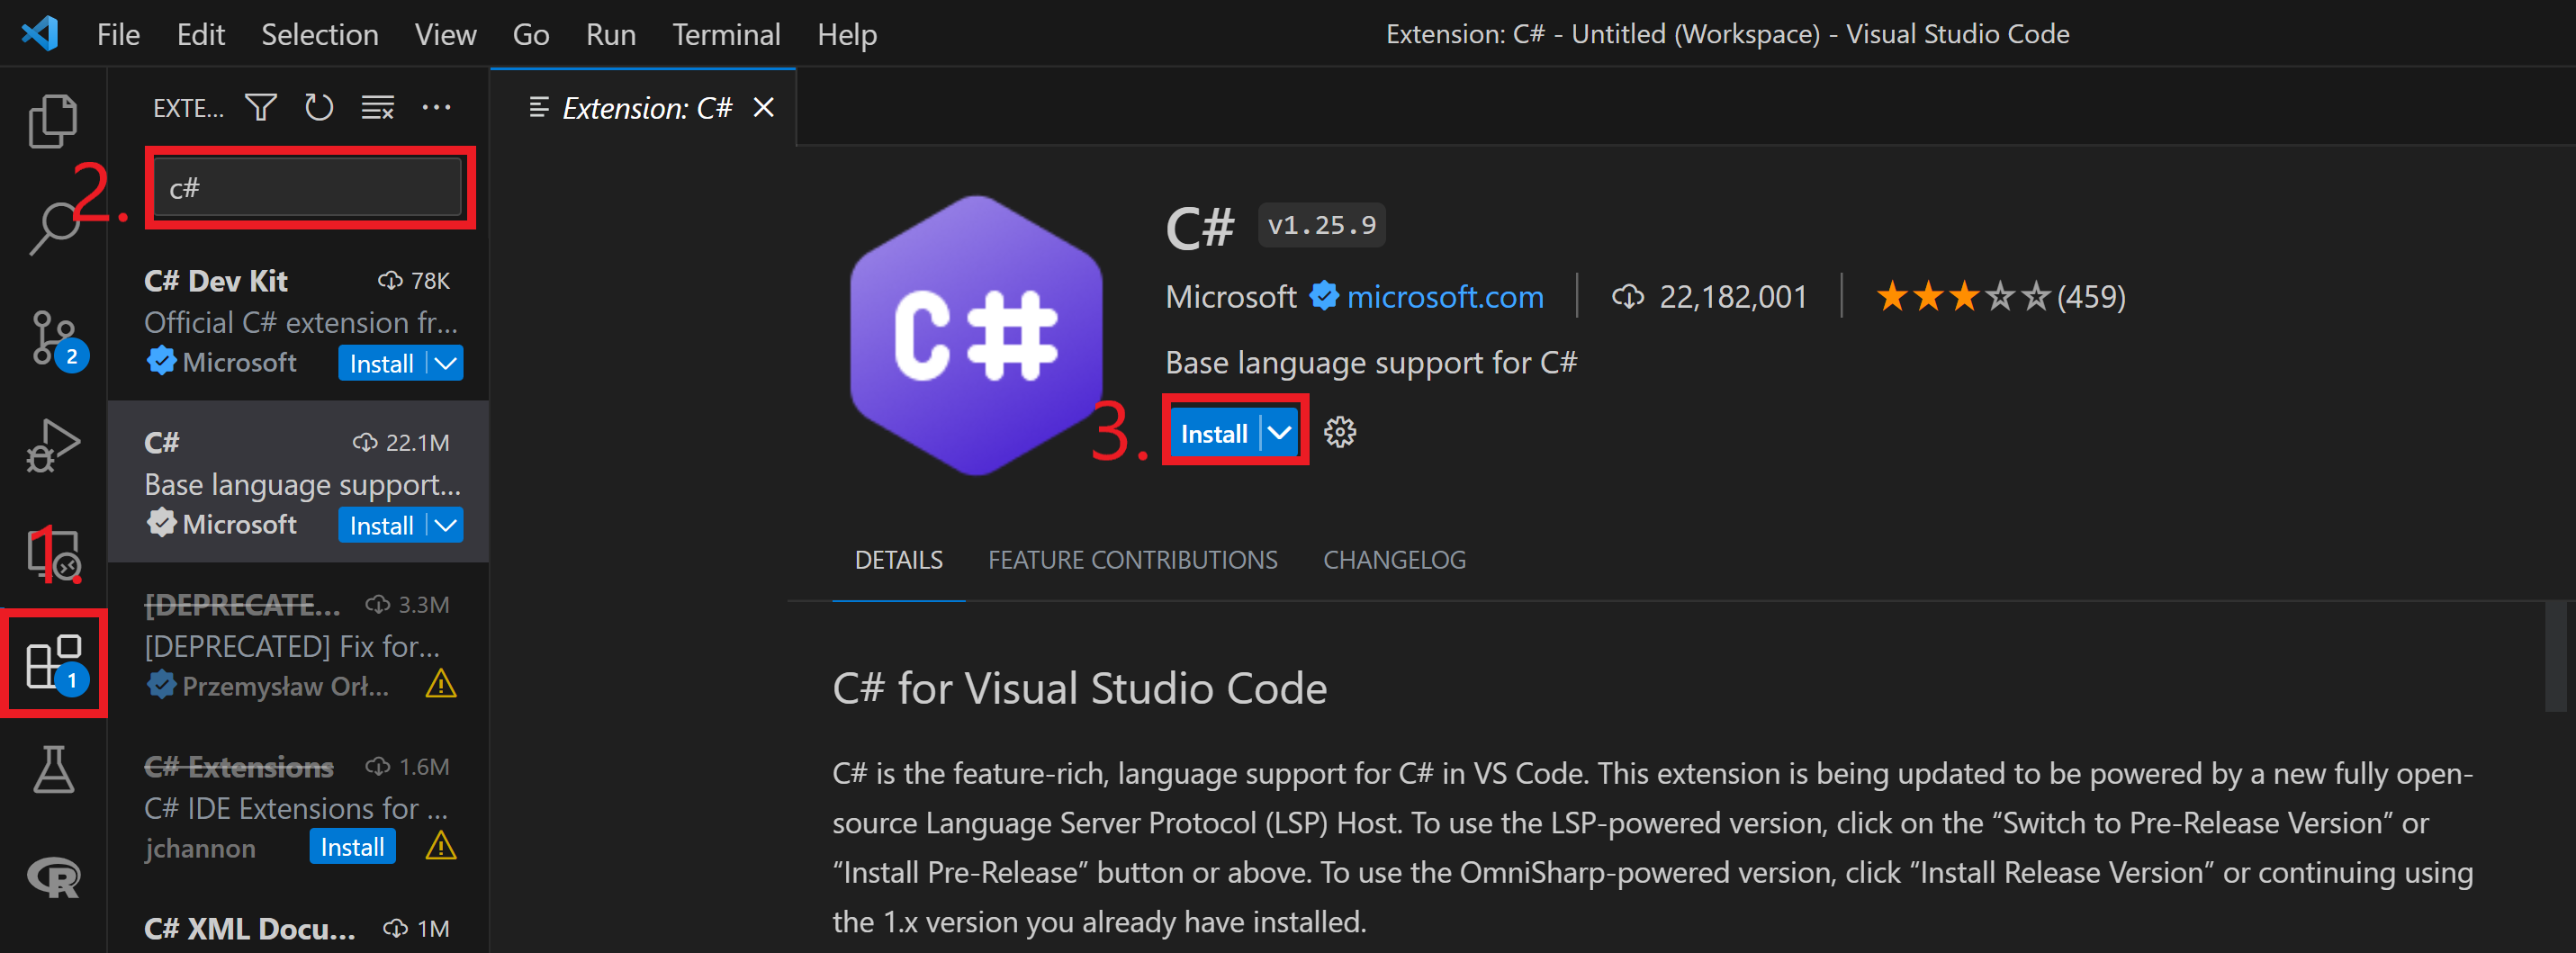 File Edit Selection View Go Run Terminal Help
Extension: C# - Untitled (Workspace) - Visual Studio Code
EXTE...
Extension: C#
2.
c#
C# Dev Kit 78K
Official C# extension fr...
Microsoft Install
2
C# 22.1M
Base language support...
Microsoft Install
1.
[DEPRECATE... 3.3M
[DEPRECATED] Fix for...
Przemysław Orł...
1
C# Extensions 1.6M
C# IDE Extensions for ...
jchannon Install
R
C# XML Docu... 1M
C#
C# v1.25.9
Microsoft microsoft.com 22,182,001 (459)
Base language support for C#
3.
Install
DETAILS FEATURE CONTRIBUTIONS CHANGELOG
C# for Visual Studio Code
C# is the feature-rich, language support for C# in VS Code. This extension is being updated to be powered by a new fully open-
source Language Server Protocol (LSP) Host. To use the LSP-powered version, click on the “Switch to Pre-Release Version” or
“Install Pre-Release” button or above. To use the OmniSharp-powered version, click “Install Release Version” or continuing using
the 1.x version you already have installed.